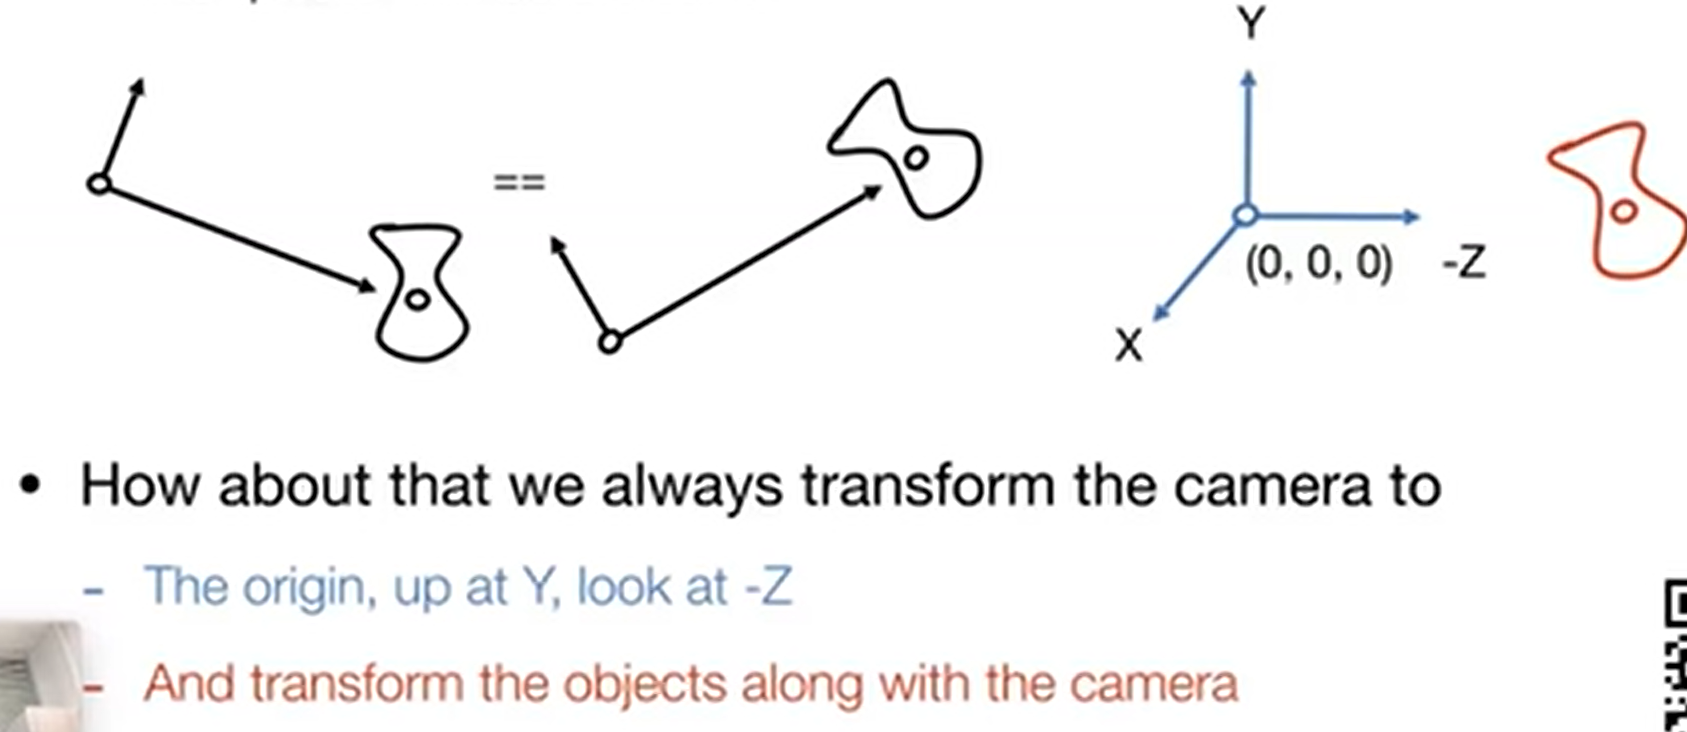 Y
==
(0, 0, 0) -Z
X
• How about that we always transform the camera to
- The origin, up at Y, look at -Z
- And transform the objects along with the camera